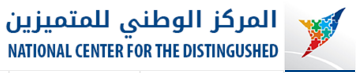 المركز الوطني للمتميزين
NATIONAL CENTER FOR THE DISTINGUSHED